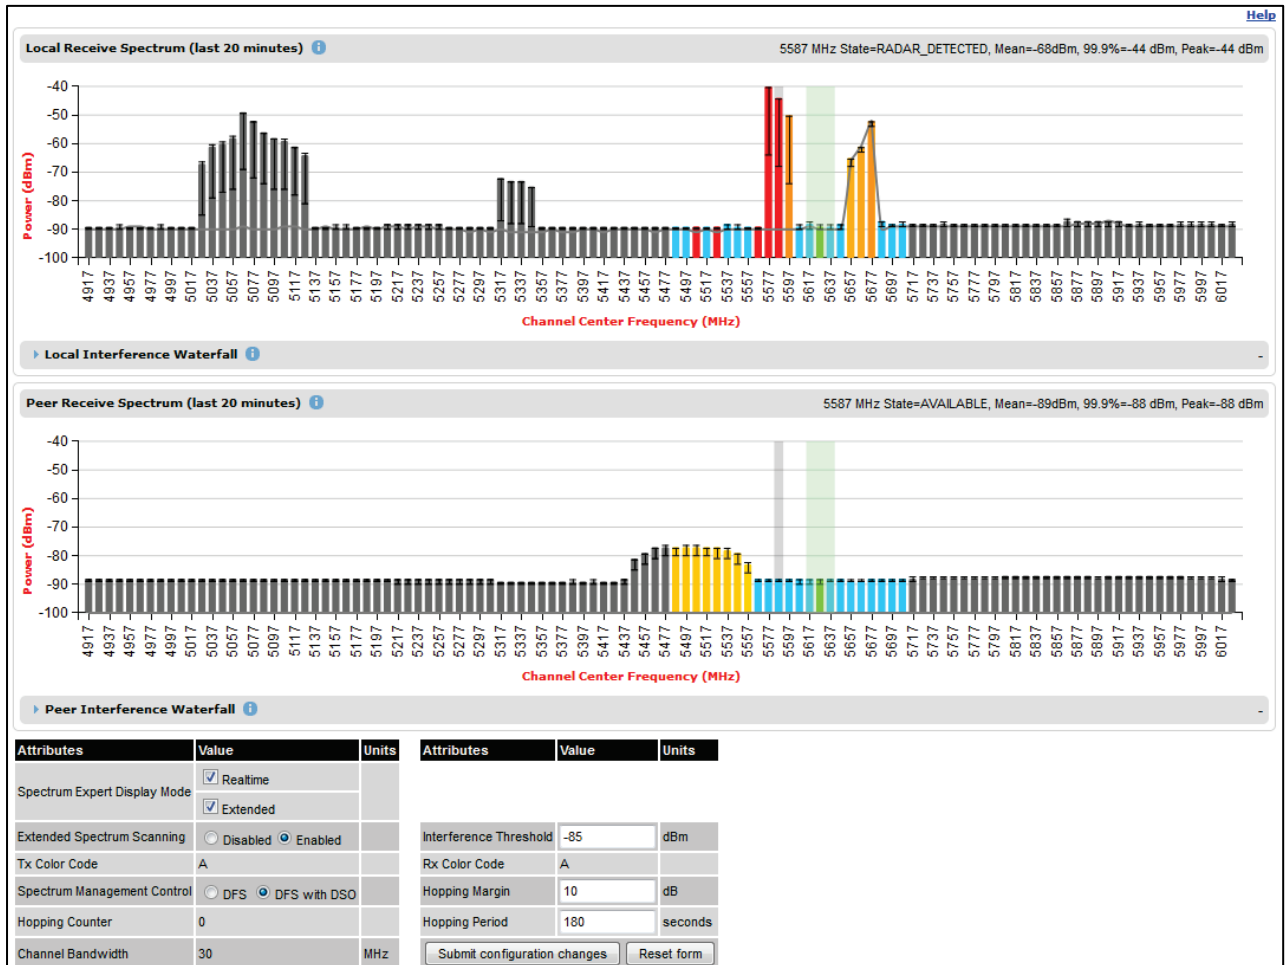 Help
Local Receive Spectrum (last 20 minutes) i 5587 MHz State=RADAR_DETECTED, Mean=-68dBm, 99.9%=-44 dBm, Peak=-44 dBm
-40
-50
-60
-70
-80
-90
-100
Power (dBm)
4917 4937 4957 4977 4997 5017 5037 5057 5077 5097 5117 5137 5157 5177 5197 5217 5237 5257 5277 5297 5317 5337 5357 5377 5397 5417 5437 5457 5477 5497 5517 5537 5557 5577 5597 5617 5637 5657 5677 5697 5717 5737 5757 5777 5797 5817 5837 5857 5877 5897 5917 5937 5957 5977 5997 6017
Channel Center Frequency (MHz)
Local Interference Waterfall i -
Peer Receive Spectrum (last 20 minutes) i 5587 MHz State=AVAILABLE, Mean=-89dBm, 99.9%=-88 dBm, Peak=-88 dBm
-40
-50
-60
-70
-80
-90
-100
Power (dBm)
4917 4937 4957 4977 4997 5017 5037 5057 5077 5097 5117 5137 5157 5177 5197 5217 5237 5257 5277 5297 5317 5337 5357 5377 5397 5417 5437 5457 5477 5497 5517 5537 5557 5577 5597 5617 5637 5657 5677 5697 5717 5737 5757 5777 5797 5817 5837 5857 5877 5897 5917 5937 5957 5977 5997 6017
Channel Center Frequency (MHz)
Peer Interference Waterfall i -
Attributes Value Units Attributes Value Units
Spectrum Expert Display Mode Realtime
Extended
Extended Spectrum Scanning Disabled Enabled Interference Threshold -85 dBm
Tx Color Code A Rx Color Code A
Spectrum Management Control DFS DFS with DSO Hopping Margin 10 dB
Hopping Counter 0 Hopping Period 180 seconds
Channel Bandwidth 30 MHz Submit configuration changes Reset form